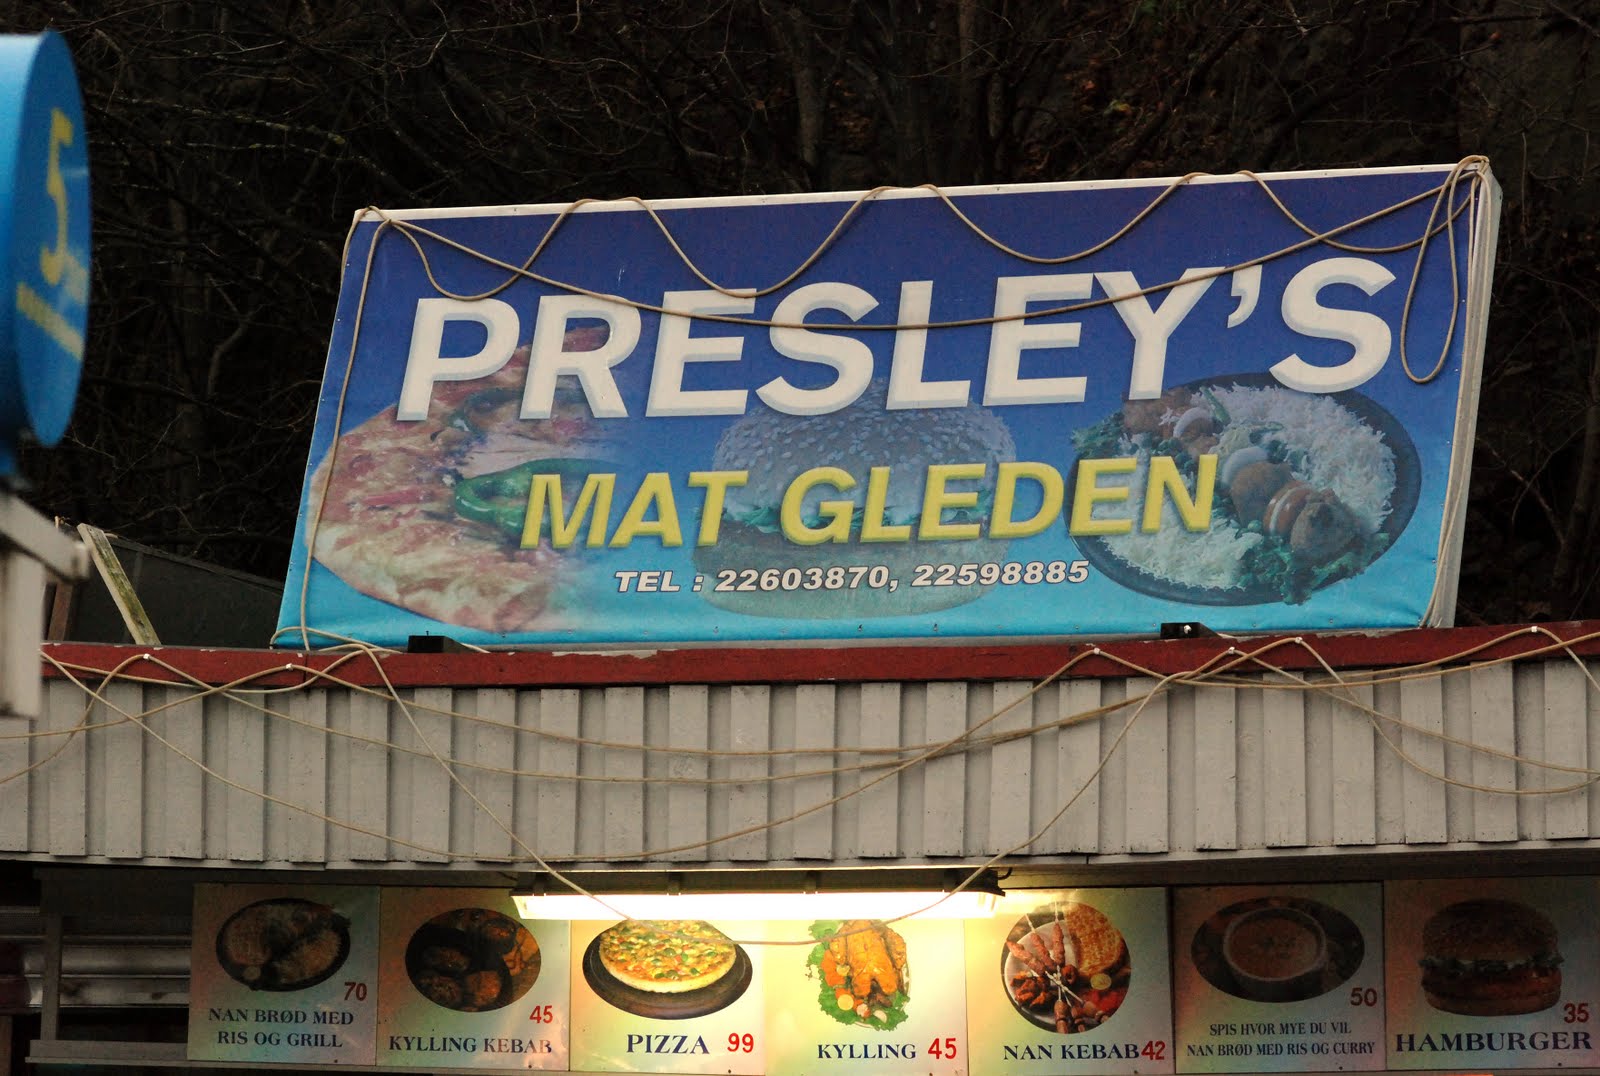 5
PRESLEY'S
MAT GLEDEN
TEL : 22603870, 22598885
70
NAN BRØD MED
RIS OG GRILL
45
KYLLING KEBAB
PIZZA 99
KYLLING 45
NAN KEBAB 42
50
SPIS HVOR MYE DU VIL
NAN BRØD MED RIS OG CURRY
35
HAMBURGER